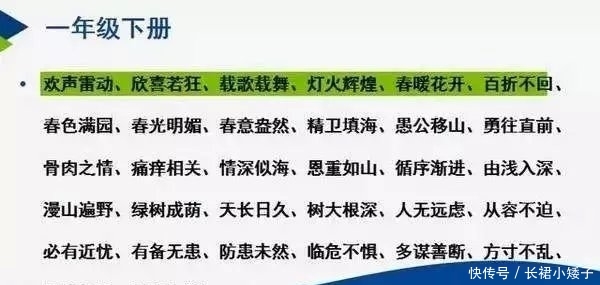 一年级下册
• 欢声雷动、欣喜若狂、载歌载舞、灯火辉煌、春暖花开、百折不回、
春色满园、春光明媚、春意盎然、精卫填海、愚公移山、勇往直前、
骨肉之情、痛痒相关、情深似海、恩重如山、循序渐进、由浅入深、
漫山遍野、绿树成荫、天长日久、树大根深、人无远虑、从容不迫、
必有近忧、有备无患、防患未然、临危不惧、多谋善断、方寸不乱、
快传号 / 长裙小矮子